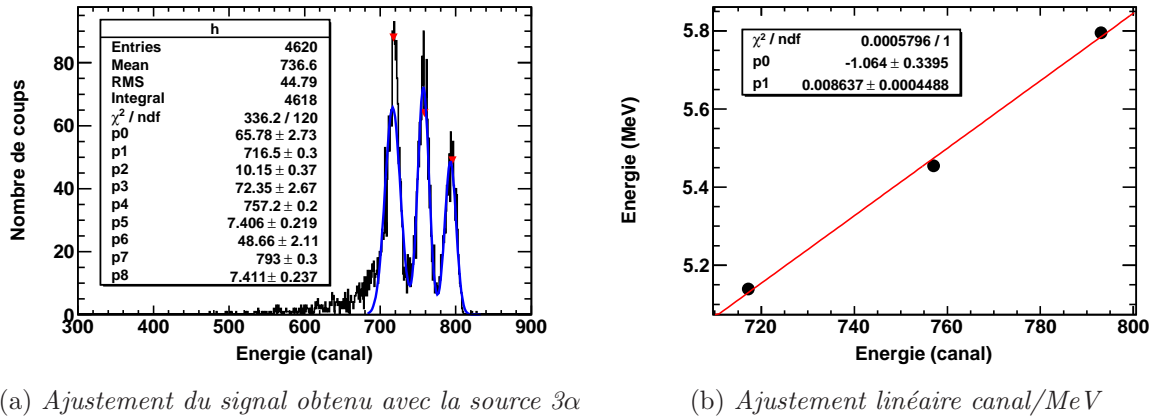 h
Entries 4620
Mean 736.6
RMS 44.79
Integral 4618
χ² / ndf 336.2 / 120
p0 65.78 ± 2.73
p1 716.5 ± 0.3
p2 10.15 ± 0.37
p3 72.35 ± 2.67
p4 757.2 ± 0.2
p5 7.406 ± 0.219
p6 48.66 ± 2.11
p7 793 ± 0.3
p8 7.411 ± 0.237
Nombre de coups
80
60
40
20
0
300 400 500 600 700 800 900
Energie (canal)
(a) Ajustement du signal obtenu avec la source 3α
χ² / ndf 0.0005796 / 1
p0 -1.064 ± 0.3395
p1 0.008637 ± 0.0004488
Energie (MeV)
5.8
5.6
5.4
5.2
720 740 760 780 800
Energie (canal)
(b) Ajustement linéaire canal/MeV